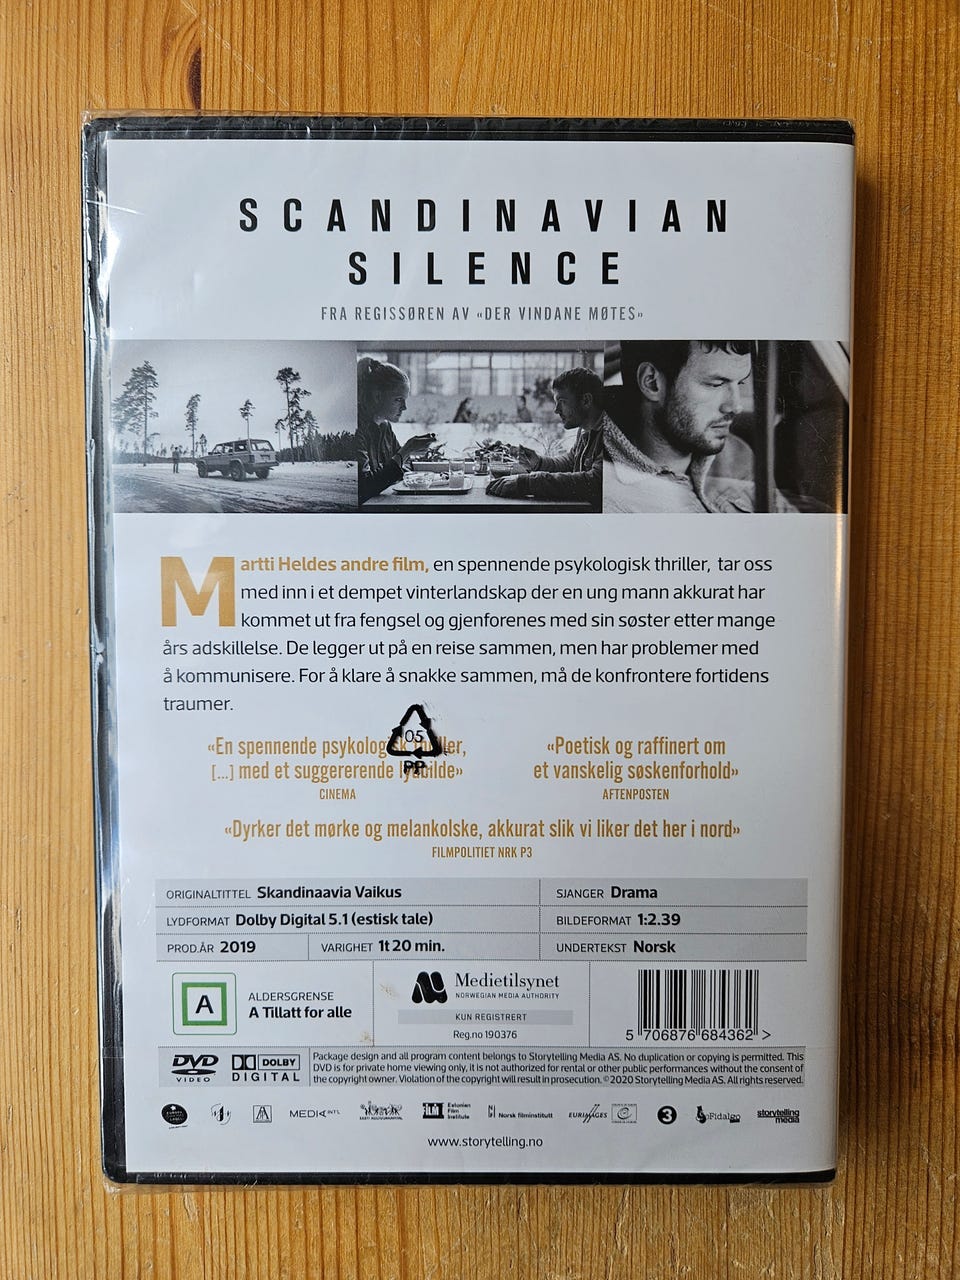 SCANDINAVIAN
SILENCE
FRA REGISSØREN AV «DER VINDANE MØTES»
Martti Heldes andre film, en spennende psykologisk thriller, tar oss
med inn i et dempet vinterlandskap der en ung mann akkurat har
kommet ut fra fengsel og gjenforenes med sin søster etter mange
års adskillelse. De legger ut på en reise sammen, men har problemer med
å kommunisere. For å klare å snakke sammen, må de konfrontere fortidens
traumer.
05
PP
«En spennende psykologisk thriller,
[...] med et suggererende lydbilde»
CINEMA
«Poetisk og raffinert om
et vanskelig søskenforhold»
AFTENPOSTEN
«Dyrker det mørke og melankolske, akkurat slik vi liker det her i nord»
FILMPOLITIET NRK P3
ORIGINALTITTEL Skandinaavia Vaikus
SJANGER Drama
LYDFORMAT Dolby Digital 5.1 (estisk tale)
BILDEFORMAT 1:2.39
PROD.ÅR 2019
VARIGHET 1t 20 min.
UNDERTEKST Norsk
A
ALDERSGRENSE
A Tillatt for alle
Medietilsynet
NORWEGIAN MEDIA AUTHORITY
KUN REGISTRERT
Reg.no 190376
5 706876 684362 >
DVD
VIDEO
DOLBY
DIGITAL
Package design and all program content belongs to Storytelling Media AS. No duplication or copying is permitted. This
DVD is for private home viewing only, it is not authorized for rental or other public performances without the consent of
the copyright owner. Violation of the copyright will result in prosecution. ©2020 Storytelling Media AS. All rights reserved.
MEDIA INT'L
Estonian
Film
Institute
Norsk filminstitutt
EURIMAGES
3
laFidalgo
storytelling
media
www.storytelling.no